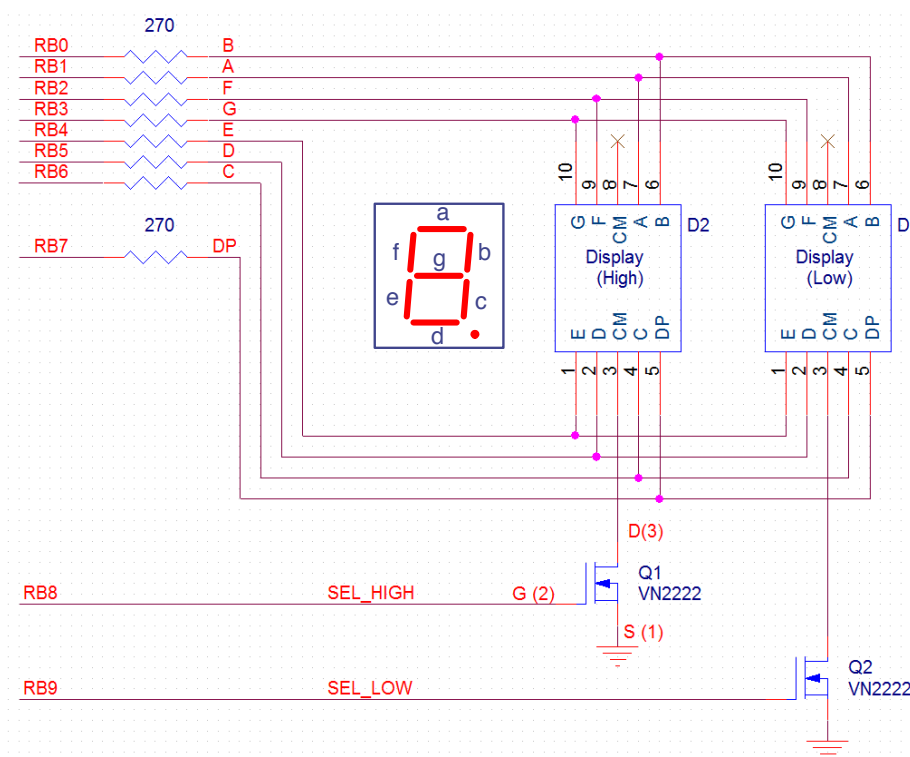 270
RB0 B
RB1 A
RB2 F
RB3 G
RB4 E
RB5 D
RB6 C
270
RB7 DP
10 9 8 7 6
G F CM A B
D2
Display
(High)
E D CM C DP
1 2 3 4 5
10 9 8 7 6
G F CM A B
D
Display
(Low)
E D CM C DP
1 2 3 4 5
a
f b
g
e c
d
D(3)
RB8 SEL_HIGH G (2)
Q1
VN2222
S (1)
RB9 SEL_LOW
Q2
VN2222